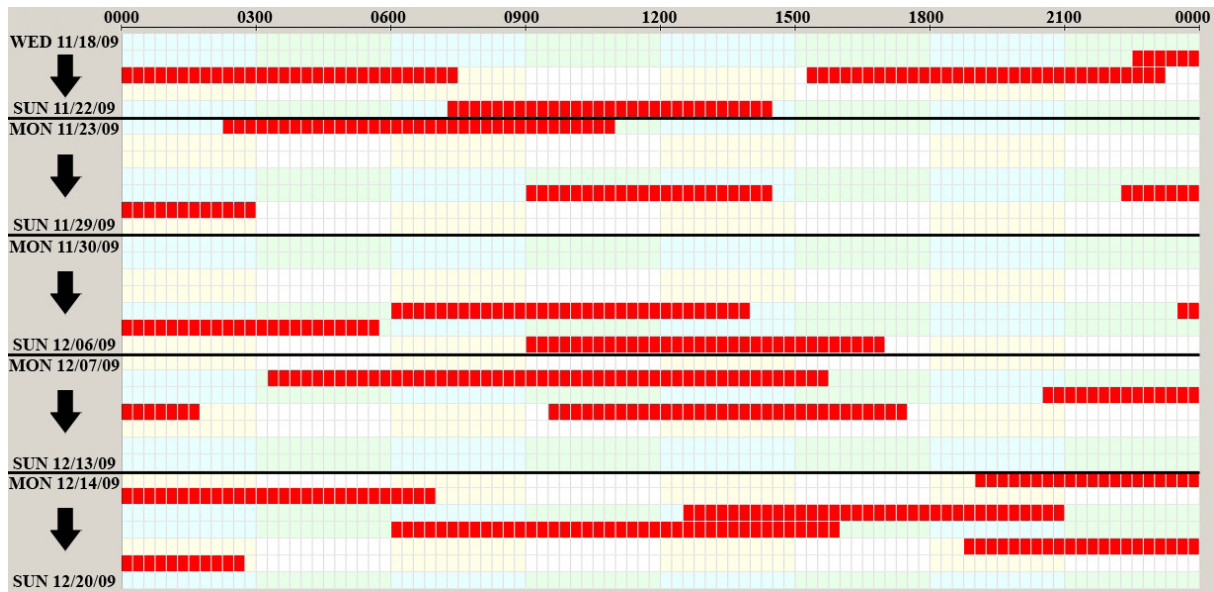 0000 0300 0600 0900 1200 1500 1800 2100 0000
WED 11/18/09
SUN 11/22/09
MON 11/23/09
SUN 11/29/09
MON 11/30/09
SUN 12/06/09
MON 12/07/09
SUN 12/13/09
MON 12/14/09
SUN 12/20/09